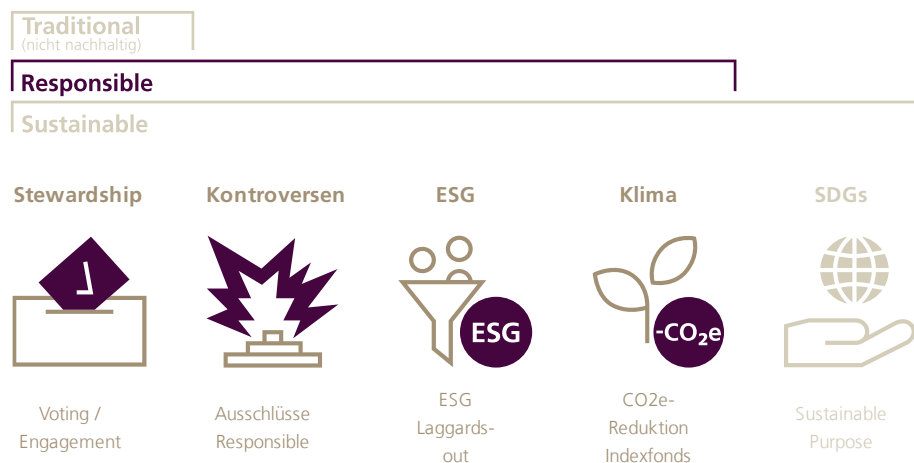 Traditional
(nicht nachhaltig)
Responsible
Sustainable
Stewardship
Kontroversen
ESG
Klima
SDGs
ESG
-CO₂e
Voting /
Engagement
Ausschlüsse
Responsible
ESG
Laggards-
out
CO2e-
Reduktion
Indexfonds
Sustainable
Purpose